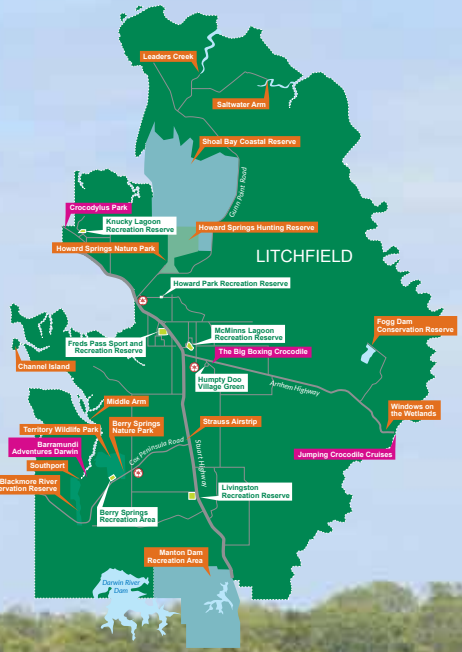 Leaders Creek
Saltwater Arm
Shoal Bay Coastal Reserve
Gunn Point Road
Crocodylus Park
Knucky Lagoon
Recreation Reserve
Howard Springs Hunting Reserve
Howard Springs Nature Park
LITCHFIELD
Howard Park Recreation Reserve
Fogg Dam
Conservation Reserve
Freds Pass Sport and
Recreation Reserve
McMinns Lagoon
Recreation Reserve
The Big Boxing Crocodile
Channel Island
Humpty Doo
Village Green
Arnhem Highway
Middle Arm
Windows on
the Wetlands
Territory Wildlife Park
Berry Springs
Nature Park
Strauss Airstrip
Cox Peninsula Road
Stuart Highway
Barramundi
Adventures Darwin
Jumping Crocodile Cruises
Southport
Blackmore River
ervation Reserve
Livingston
Recreation Reserve
Berry Springs
Recreation Area
Manton Dam
Recreation Area
Darwin River
Dam